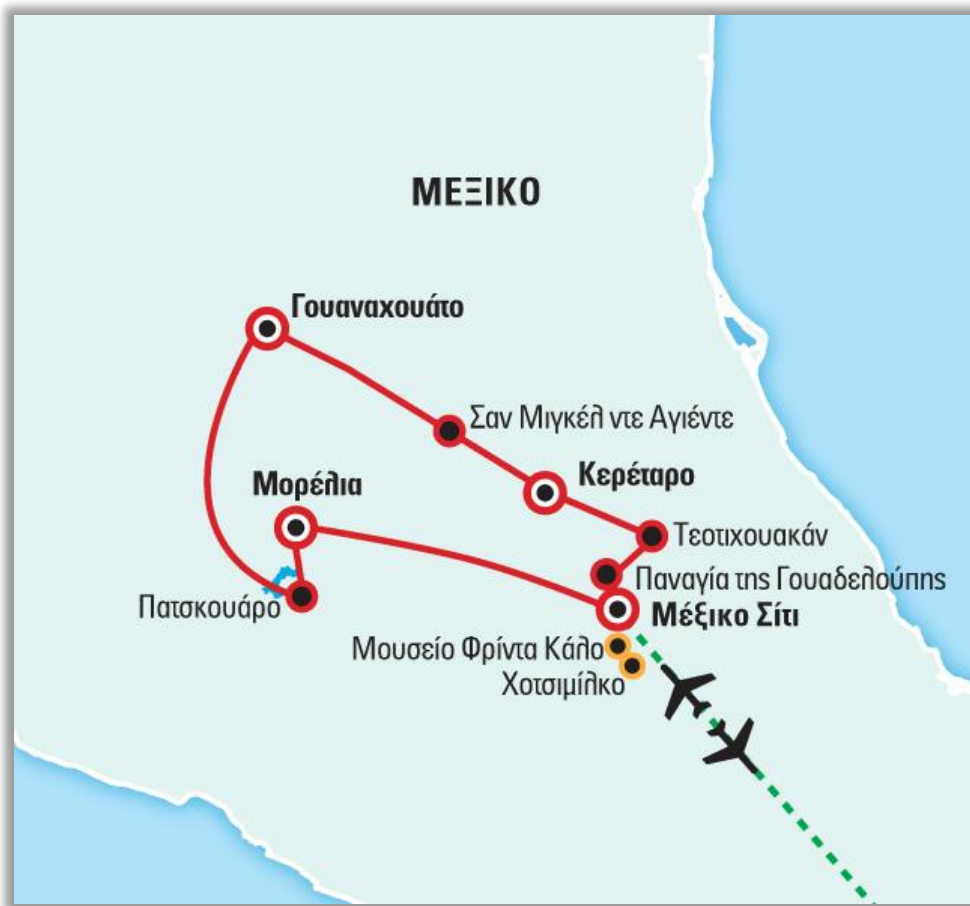 ΜΕΞΙΚΟ
Γουαναχουάτο
Σαν Μιγκέλ ντε Αγιέντε
Κερέταρο
Μορέλια
Τεοτιχουακάν
Παναγία της Γουαδελούπης
Πατσκουάρο
Μέξικο Σίτι
Μουσείο Φρίντα Κάλο
Χοτσιμίλκο